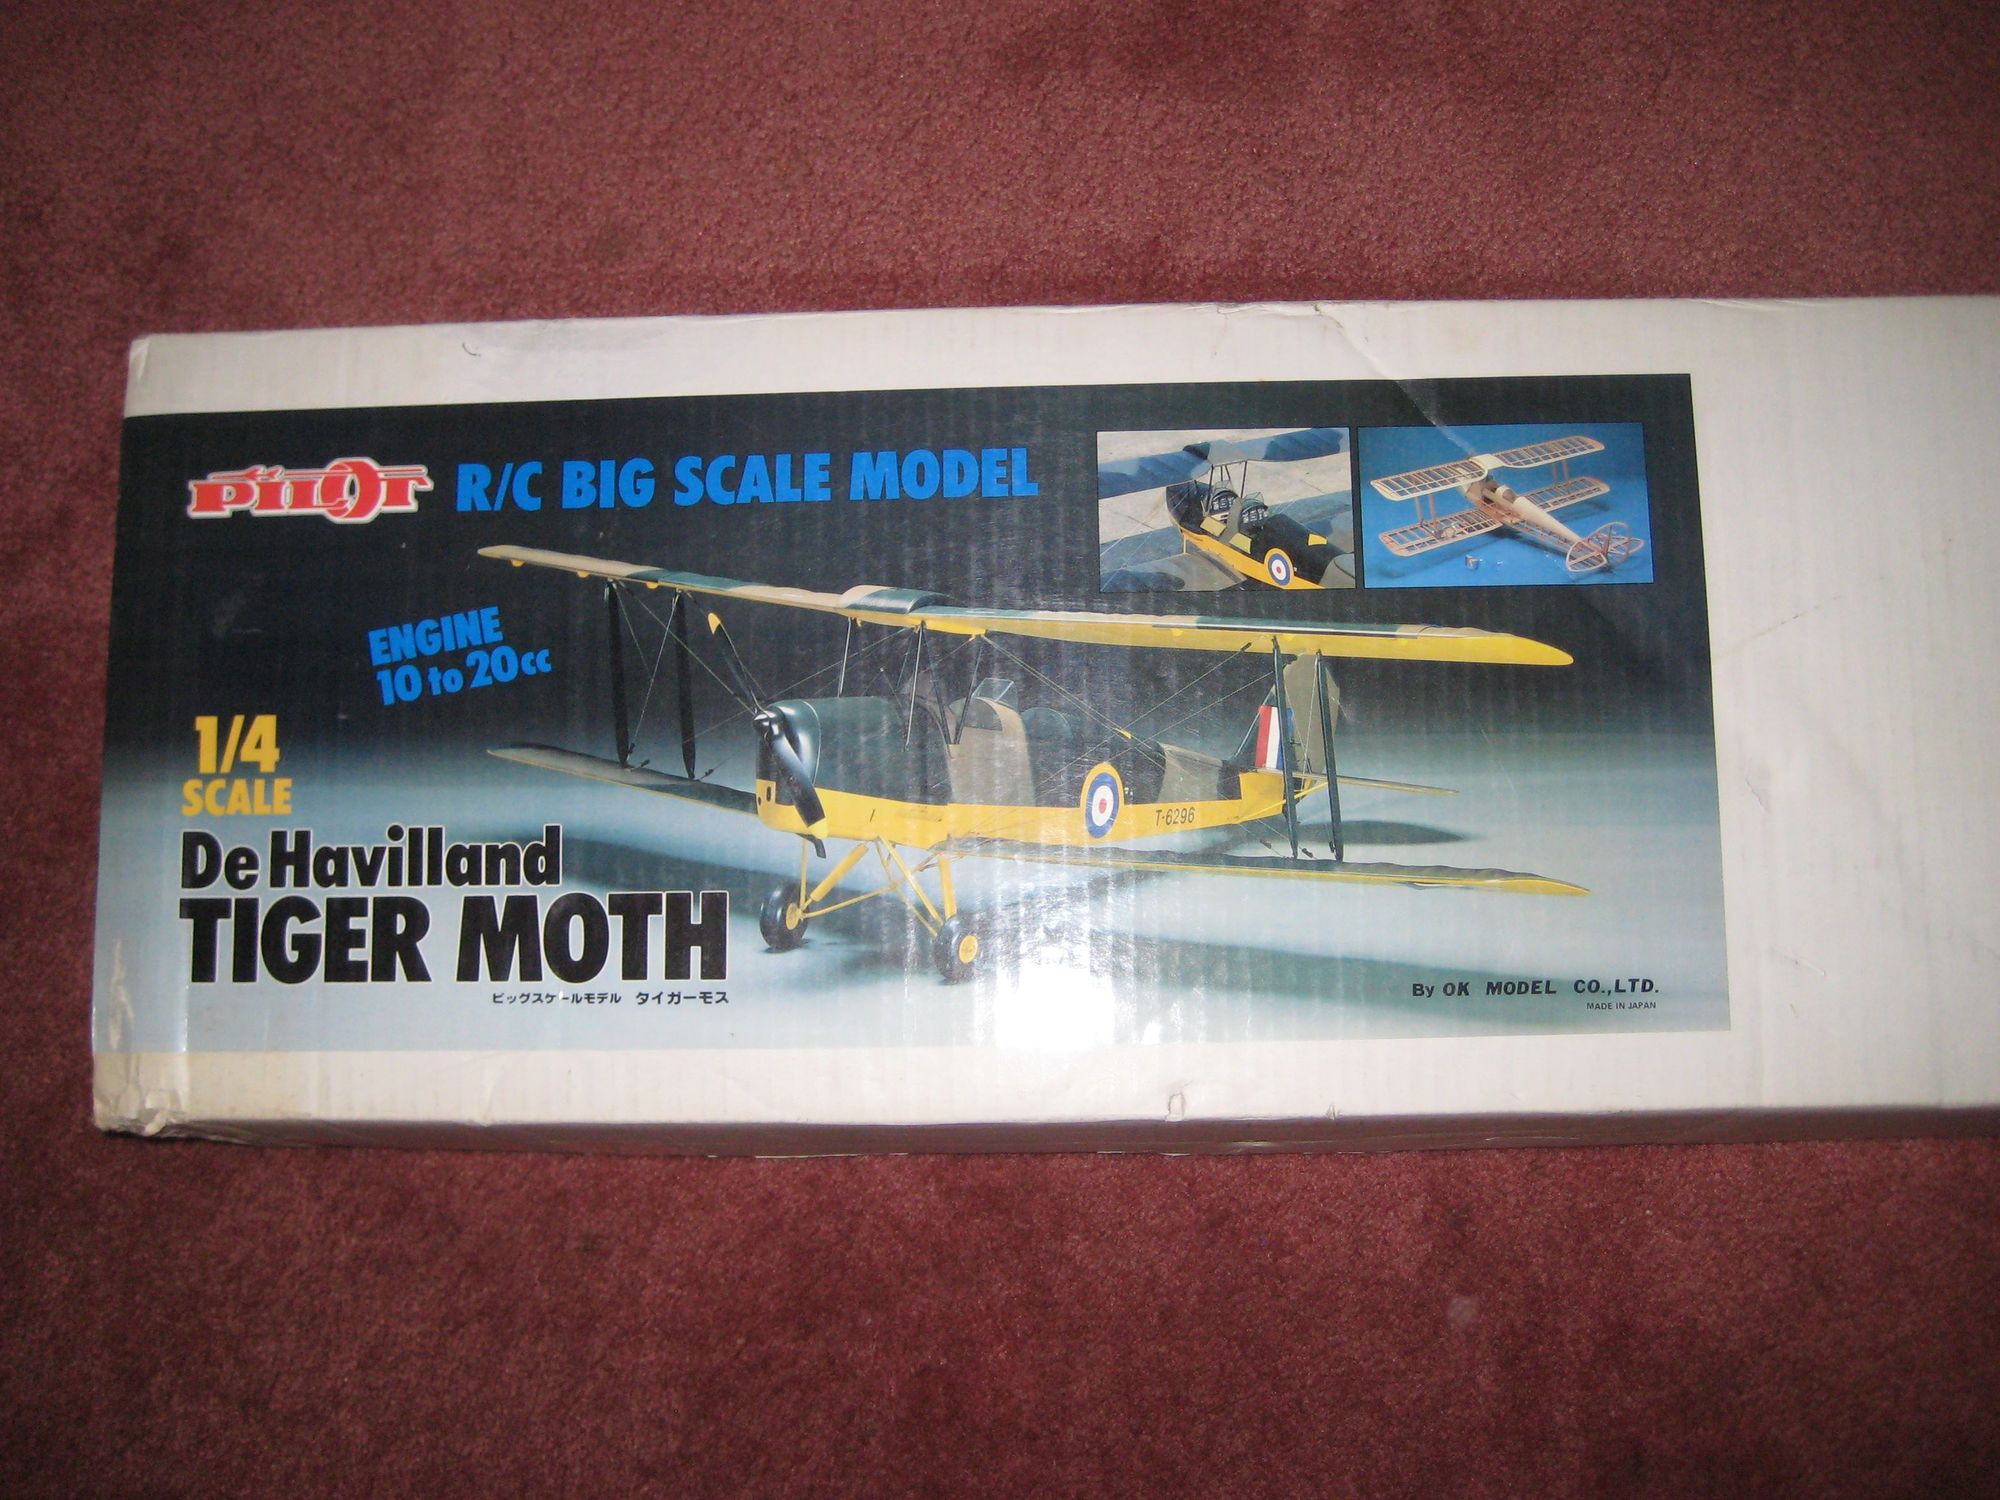 PILOT R/C BIG SCALE MODEL
ENGINE
10 to 20cc
1/4
SCALE
De Havilland
TIGER MOTH
ビッグスケールモデル タイガーモス
T-6296
By OK MODEL CO.,LTD.
MADE IN JAPAN